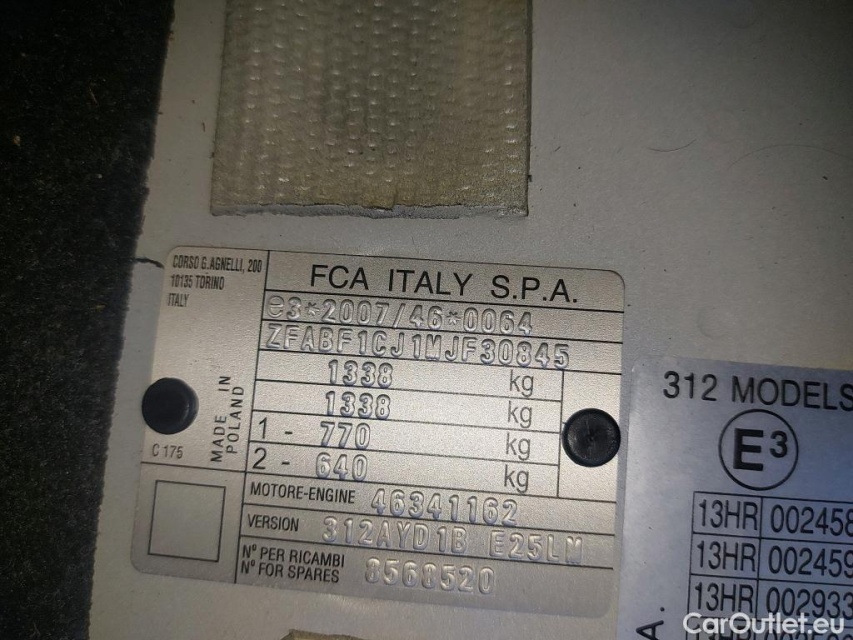 CORSO G.AGNELLI, 200
10135 TORINO
ITALY
FCA ITALY S.P.A.
e3*2007/46*0064
ZFABF1CJ1MJF30845
1338 kg
1338 kg
1 - 770 kg
2 - 640 kg
MADE IN
POLAND
C 175
MOTORE-ENGINE 46341162
VERSION 312AYD1B E25LM
N° PER RICAMBI
N° FOR SPARES 8568520
312 MODELS
E3
13HR 002458
13HR 002459
13HR 002933
A.
CarOutlet.eu